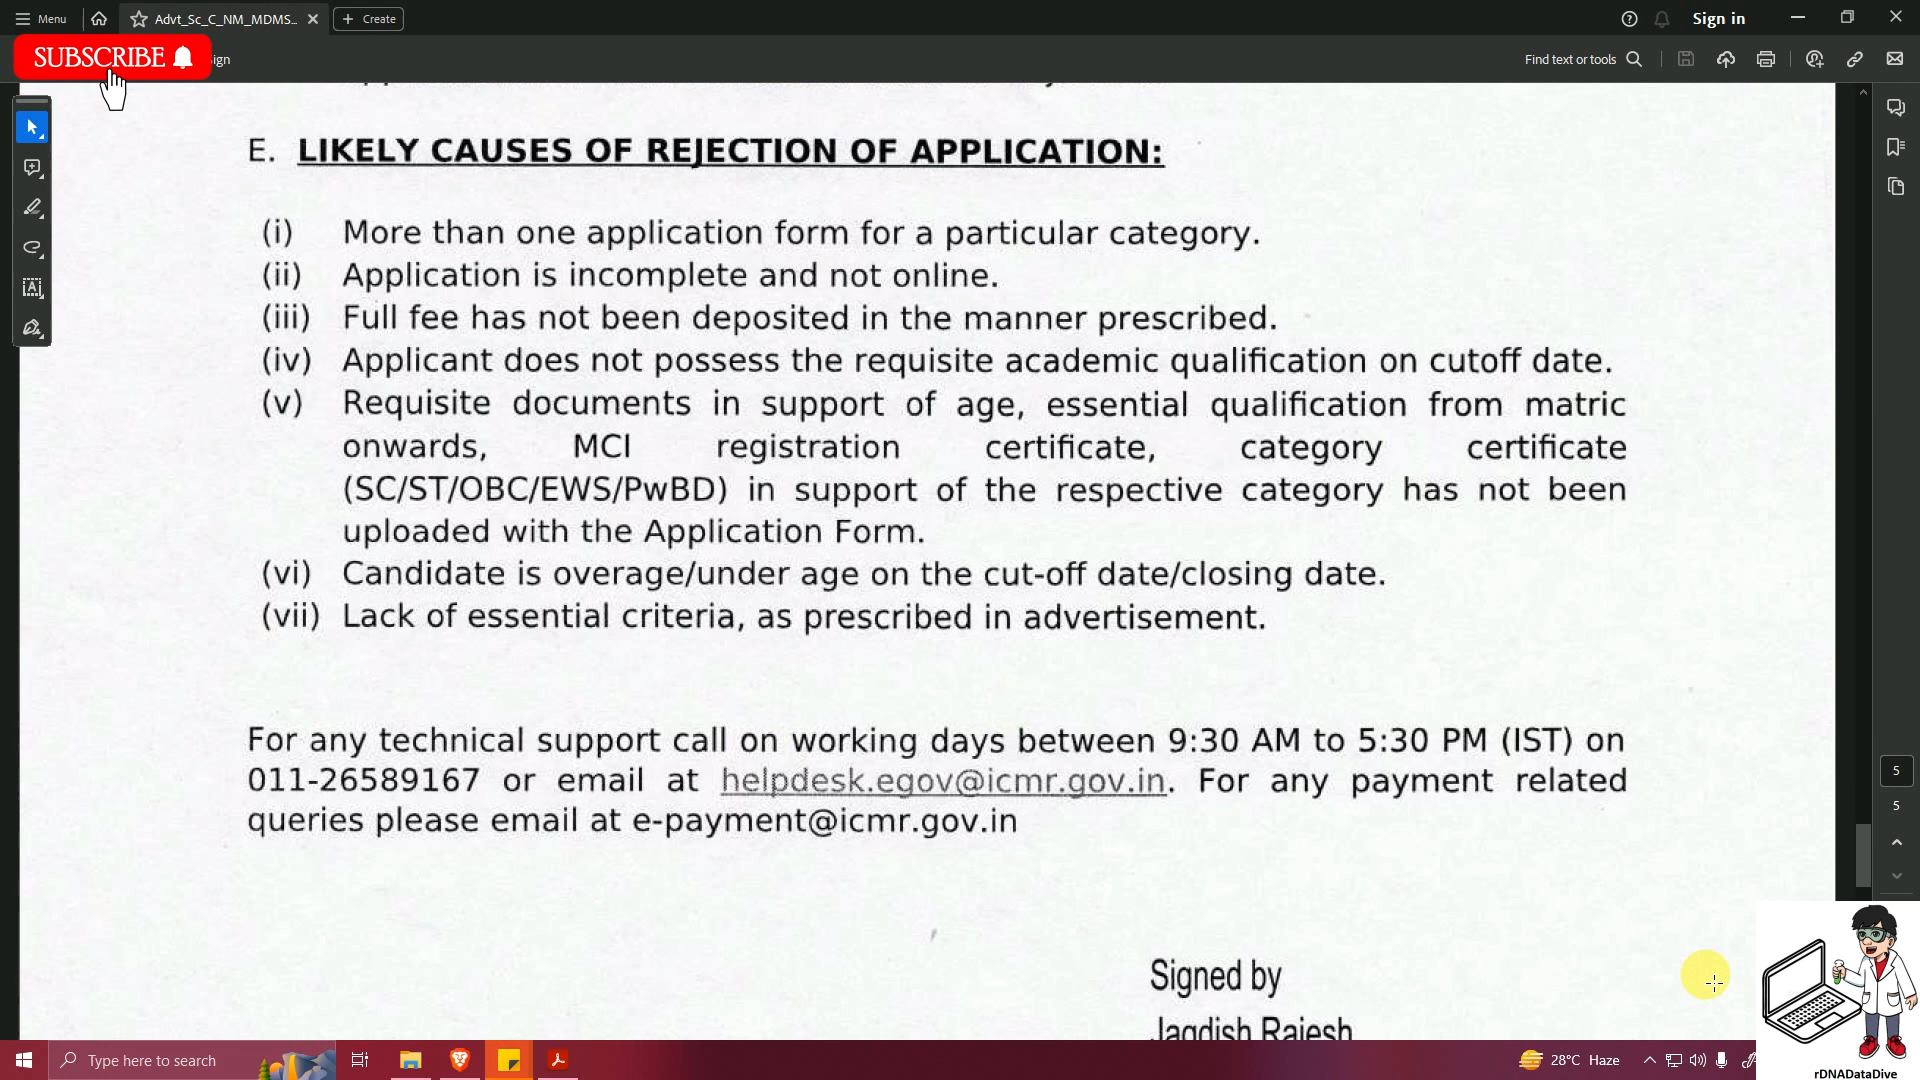 Menu
Advt_Sc_C_NM_MDMS...
Create
Sign in
SUBSCRIBE
ign
Find text or tools
E. LIKELY CAUSES OF REJECTION OF APPLICATION:
(i) More than one application form for a particular category.
(ii) Application is incomplete and not online.
(iii) Full fee has not been deposited in the manner prescribed.
(iv) Applicant does not possess the requisite academic qualification on cutoff date.
(v) Requisite documents in support of age, essential qualification from matric
onwards, MCI registration certificate, category certificate
(SC/ST/OBC/EWS/PwBD) in support of the respective category has not been
uploaded with the Application Form.
(vi) Candidate is overage/under age on the cut-off date/closing date.
(vii) Lack of essential criteria, as prescribed in advertisement.
For any technical support call on working days between 9:30 AM to 5:30 PM (IST) on
011-26589167 or email at helpdesk.egov@icmr.gov.in. For any payment related
queries please email at e-payment@icmr.gov.in
5
5
Signed by
Jagdish Rajesh
Type here to search
28°C Haze
rDNADataDive